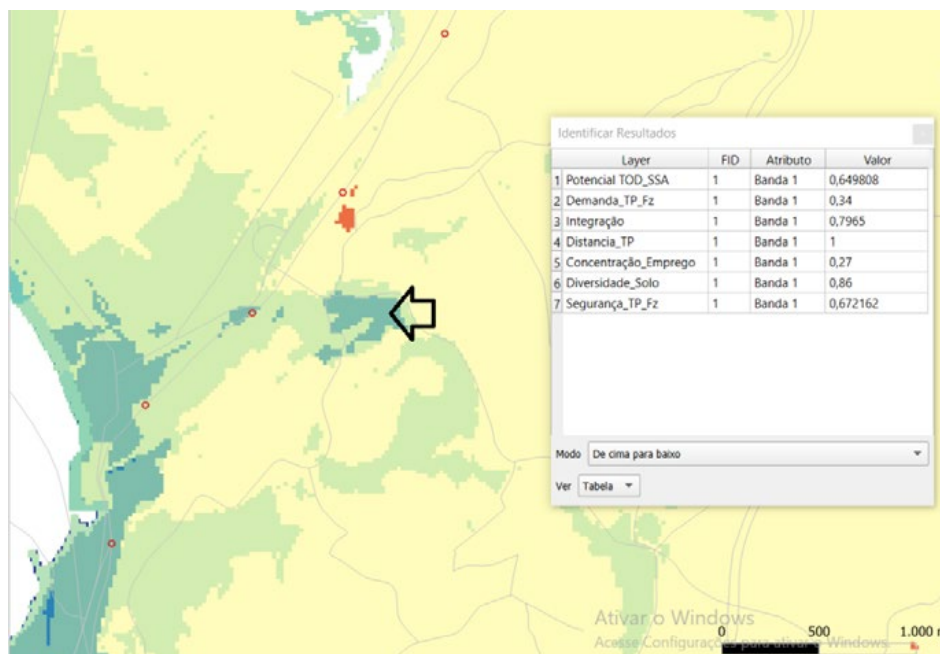 Identificar Resultados
Layer FID Atributo Valor
1 Potencial TOD_SSA 1 Banda 1 0,649808
2 Demanda_TP_Fz 1 Banda 1 0,34
3 Integração 1 Banda 1 0,7965
4 Distancia_TP 1 Banda 1 1
5 Concentração_Emprego 1 Banda 1 0,27
6 Diversidade_Solo 1 Banda 1 0,86
7 Segurança_TP_Fz 1 Banda 1 0,672162
Modo De cima para baixo
Ver Tabela
Ativar o Windows
0 500 1.000 m
Acesse Configurações para ativar o Windows.